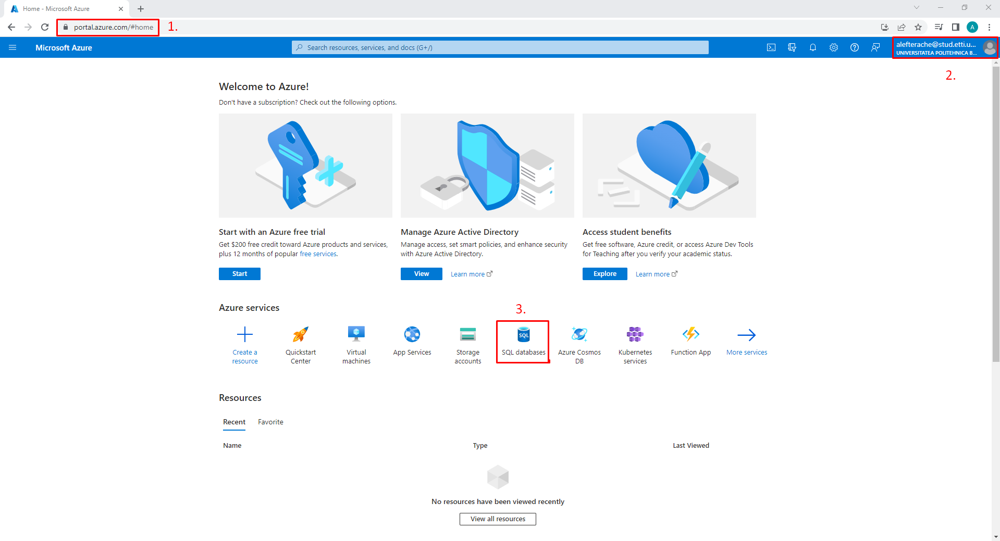 Home - Microsoft Azure
portal.azure.com/#home
1.
A
Microsoft Azure
Search resources, services, and docs (G+/)
alefterache@stud.etti.u...
UNIVERSITATEA POLITEHNICA B...
2.
Welcome to Azure!
Don't have a subscription? Check out the following options.
Start with an Azure free trial
Get $200 free credit toward Azure products and services,
plus 12 months of popular free services.
Start
Manage Azure Active Directory
Manage access, set smart policies, and enhance security
with Azure Active Directory.
View
Learn more
Access student benefits
Get free software, Azure credit, or access Azure Dev Tools
for Teaching after you verify your academic status.
Explore
Learn more
Azure services
3.
Create a
resource
Quickstart
Center
Virtual
machines
App Services
Storage
accounts
SQL
SQL databases
Azure Cosmos
DB
Kubernetes
services
Function App
More services
Resources
Recent
Favorite
Name
Type
Last Viewed
No resources have been viewed recently
View all resources